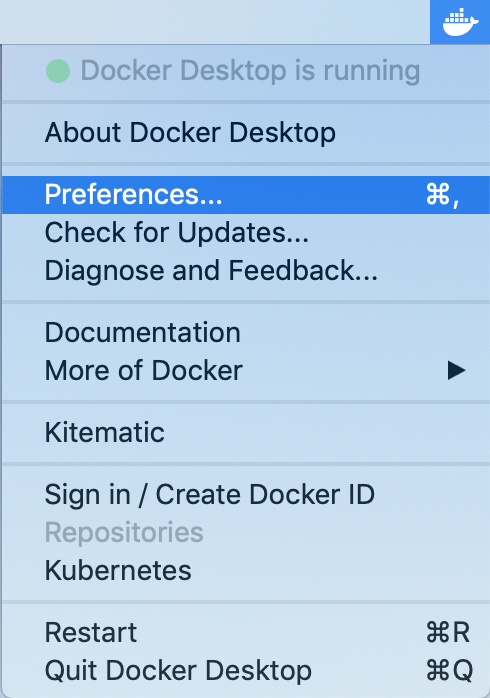 Docker Desktop is running
About Docker Desktop
Preferences... ⌘,
Check for Updates...
Diagnose and Feedback...
Documentation
More of Docker
Kitematic
Sign in / Create Docker ID
Repositories
Kubernetes
Restart ⌘R
Quit Docker Desktop ⌘Q